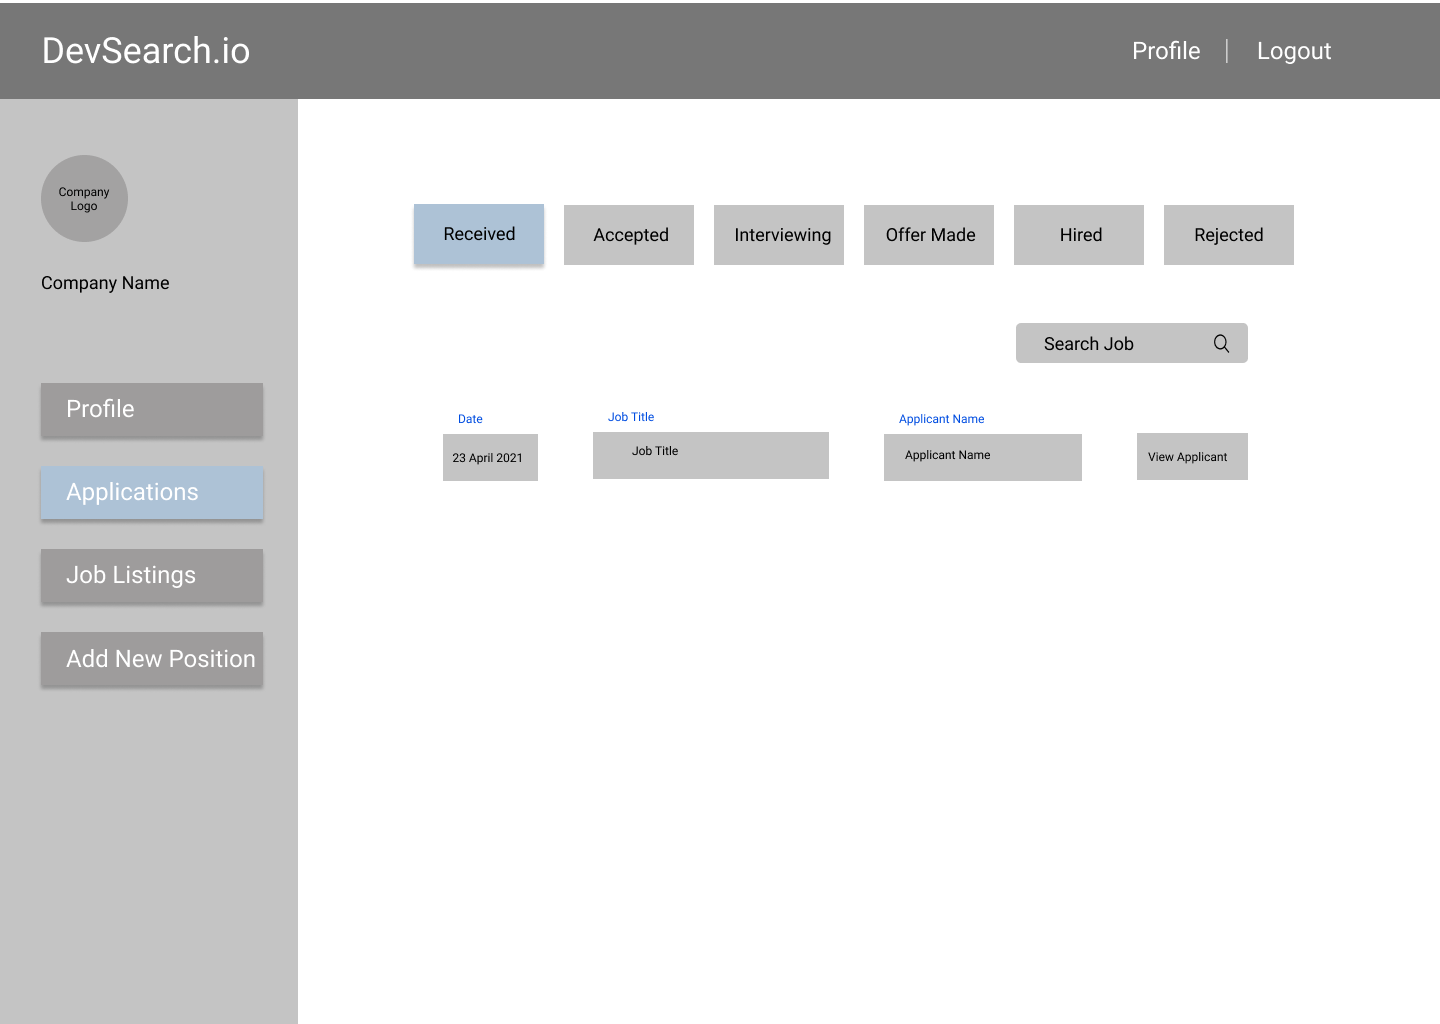 DevSearch.io
Profile | Logout
Company
Logo
Company Name
Profile
Applications
Job Listings
Add New Position
Received
Accepted
Interviewing
Offer Made
Hired
Rejected
Search Job
Date
Job Title
Applicant Name
23 April 2021
Job Title
Applicant Name
View Applicant